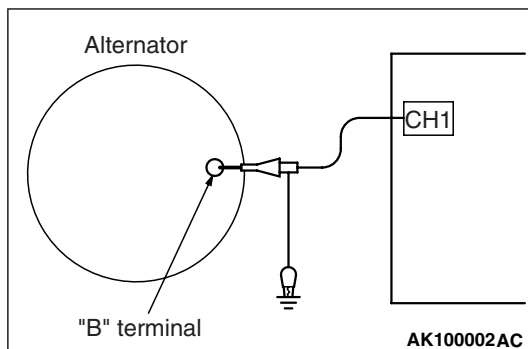 Alternator
CH1
"B" terminal
AK100002AC